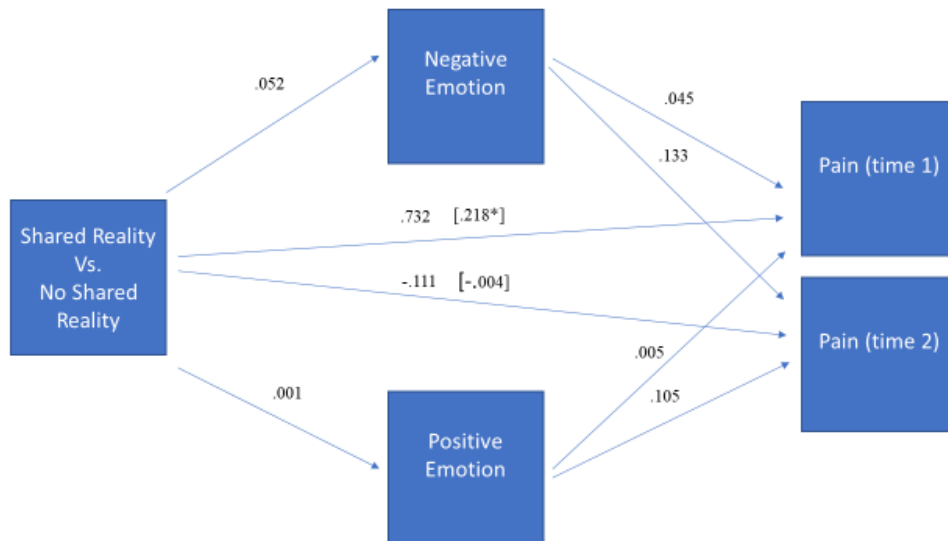 Negative
Emotion
.052
.045
Pain (time 1)
.133
Shared Reality
Vs.
No Shared
Reality
.732 [.218*]
-.111 [-.004]
Pain (time 2)
.005
.001
.105
Positive
Emotion